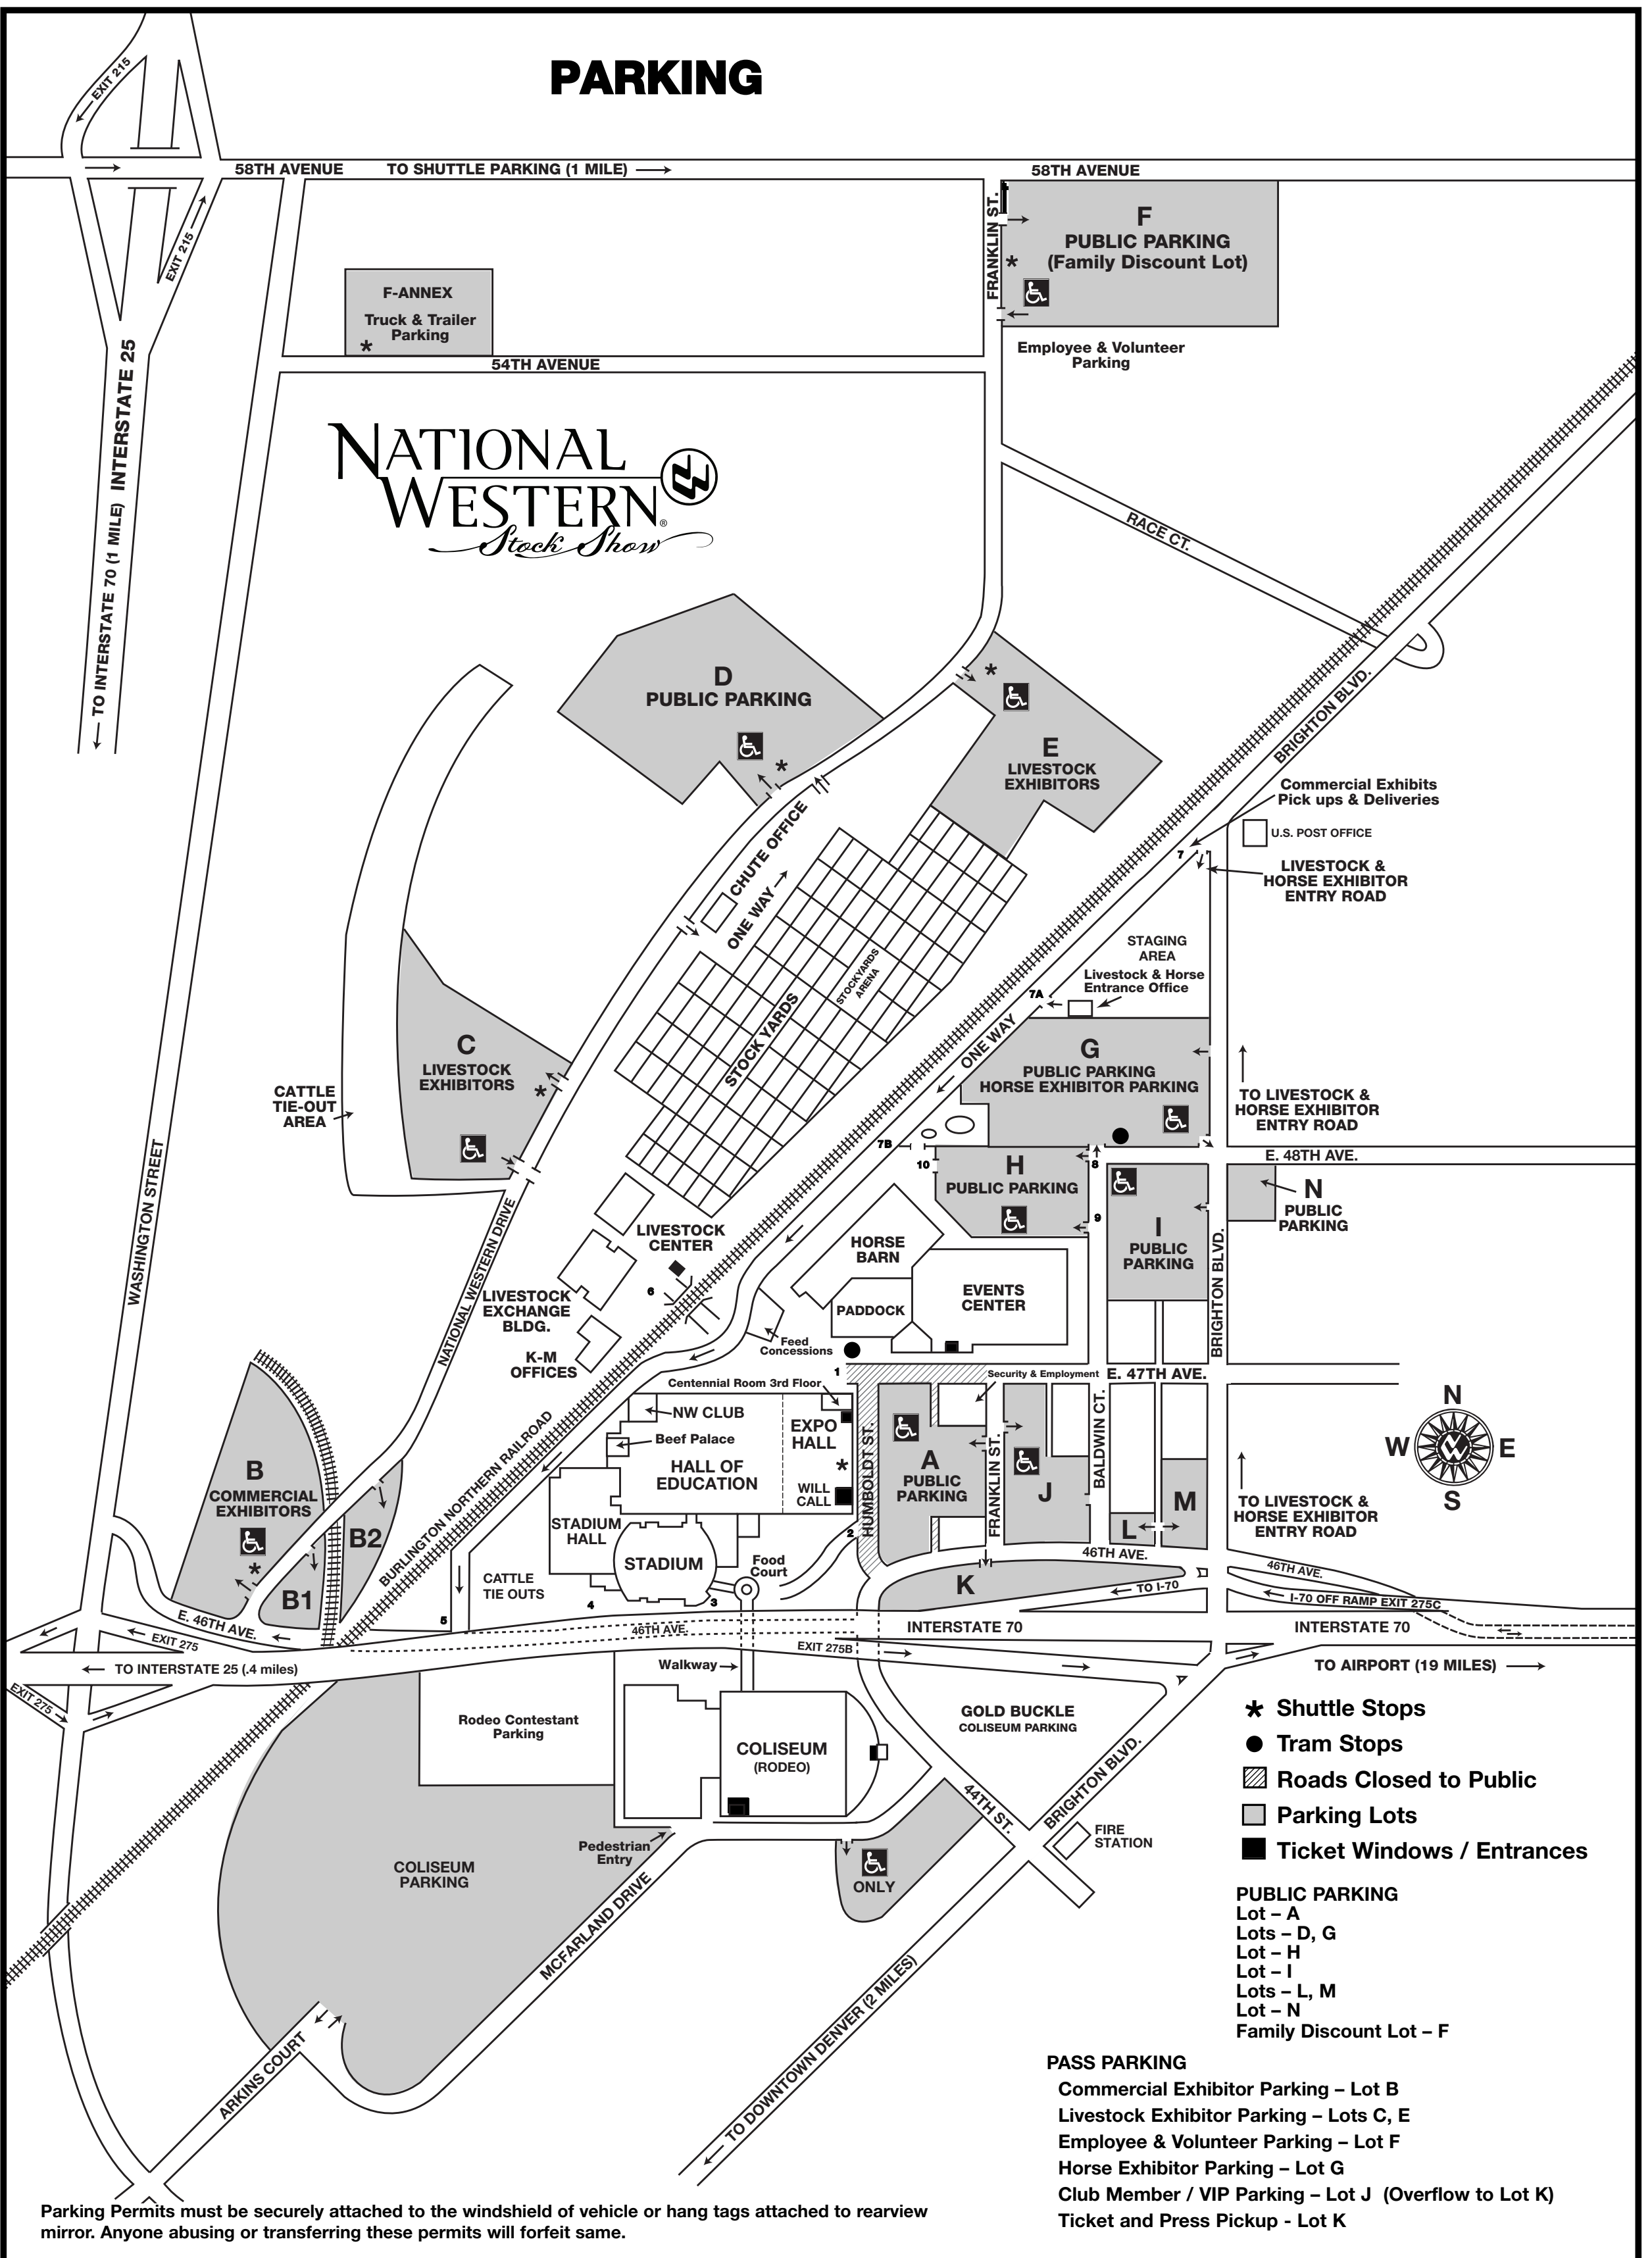 PARKING
EXIT 215
58TH AVENUE
TO SHUTTLE PARKING (1 MILE)
58TH AVENUE
EXIT 215
FRANKLIN ST.
F
PUBLIC PARKING
(Family Discount Lot)
F-ANNEX
Truck & Trailer
Parking
54TH AVENUE
Employee & Volunteer
Parking
INTERSTATE 25
TO INTERSTATE 70 (1 MILE)
NATIONAL
WESTERN®
Stock Show
RACE CT.
D
PUBLIC PARKING
E
LIVESTOCK
EXHIBITORS
BRIGHTON BLVD.
Commercial Exhibits
Pick ups & Deliveries
U.S. POST OFFICE
7
LIVESTOCK &
HORSE EXHIBITOR
ENTRY ROAD
CHUTE OFFICE
ONE WAY
STOCKYARDS
ARENA
STOCK YARDS
STAGING
AREA
Livestock & Horse
Entrance Office
7A
ONE WAY
C
LIVESTOCK
EXHIBITORS
CATTLE
TIE-OUT
AREA
G
PUBLIC PARKING
HORSE EXHIBITOR PARKING
TO LIVESTOCK &
HORSE EXHIBITOR
ENTRY ROAD
7B
10
8
E. 48TH AVE.
H
PUBLIC PARKING
9
I
PUBLIC
PARKING
N
PUBLIC
PARKING
BRIGHTON BLVD.
WASHINGTON STREET
NATIONAL WESTERN DRIVE
LIVESTOCK
CENTER
6
LIVESTOCK
EXCHANGE
BLDG.
K-M
OFFICES
HORSE
BARN
PADDOCK
EVENTS
CENTER
Feed
Concessions
1
Security & Employment
E. 47TH AVE.
Centennial Room 3rd Floor
NW CLUB
Beef Palace
HALL OF
EDUCATION
EXPO
HALL
WILL
CALL
2
HUMBOLDT ST.
A
PUBLIC
PARKING
FRANKLIN ST.
J
BALDWIN CT.
L
M
N
W
E
S
TO LIVESTOCK &
HORSE EXHIBITOR
ENTRY ROAD
BURLINGTON NORTHERN RAILROAD
B
COMMERCIAL
EXHIBITORS
B2
B1
STADIUM
HALL
STADIUM
CATTLE
TIE OUTS
Food
Court
3
4
5
46TH AVE.
46TH AVE.
K
TO I-70
I-70 OFF RAMP EXIT 275C
E. 46TH AVE.
EXIT 275
46TH AVE.
INTERSTATE 70
INTERSTATE 70
EXIT 275B
TO INTERSTATE 25 (.4 miles)
EXIT 275
TO AIRPORT (19 MILES)
Walkway
Rodeo Contestant
Parking
COLISEUM
(RODEO)
GOLD BUCKLE
COLISEUM PARKING
44TH ST.
BRIGHTON BLVD.
FIRE
STATION
Pedestrian
Entry
COLISEUM
PARKING
ONLY
MCFARLAND DRIVE
ARKINS COURT
TO DOWNTOWN DENVER (2 MILES)
* Shuttle Stops
Tram Stops
Roads Closed to Public
Parking Lots
Ticket Windows / Entrances
PUBLIC PARKING
Lot – A
Lots – D, G
Lot – H
Lot – I
Lots – L, M
Lot – N
Family Discount Lot – F
PASS PARKING
Commercial Exhibitor Parking – Lot B
Livestock Exhibitor Parking – Lots C, E
Employee & Volunteer Parking – Lot F
Horse Exhibitor Parking – Lot G
Club Member / VIP Parking – Lot J (Overflow to Lot K)
Ticket and Press Pickup - Lot K
Parking Permits must be securely attached to the windshield of vehicle or hang tags attached to rearview
mirror. Anyone abusing or transferring these permits will forfeit same.